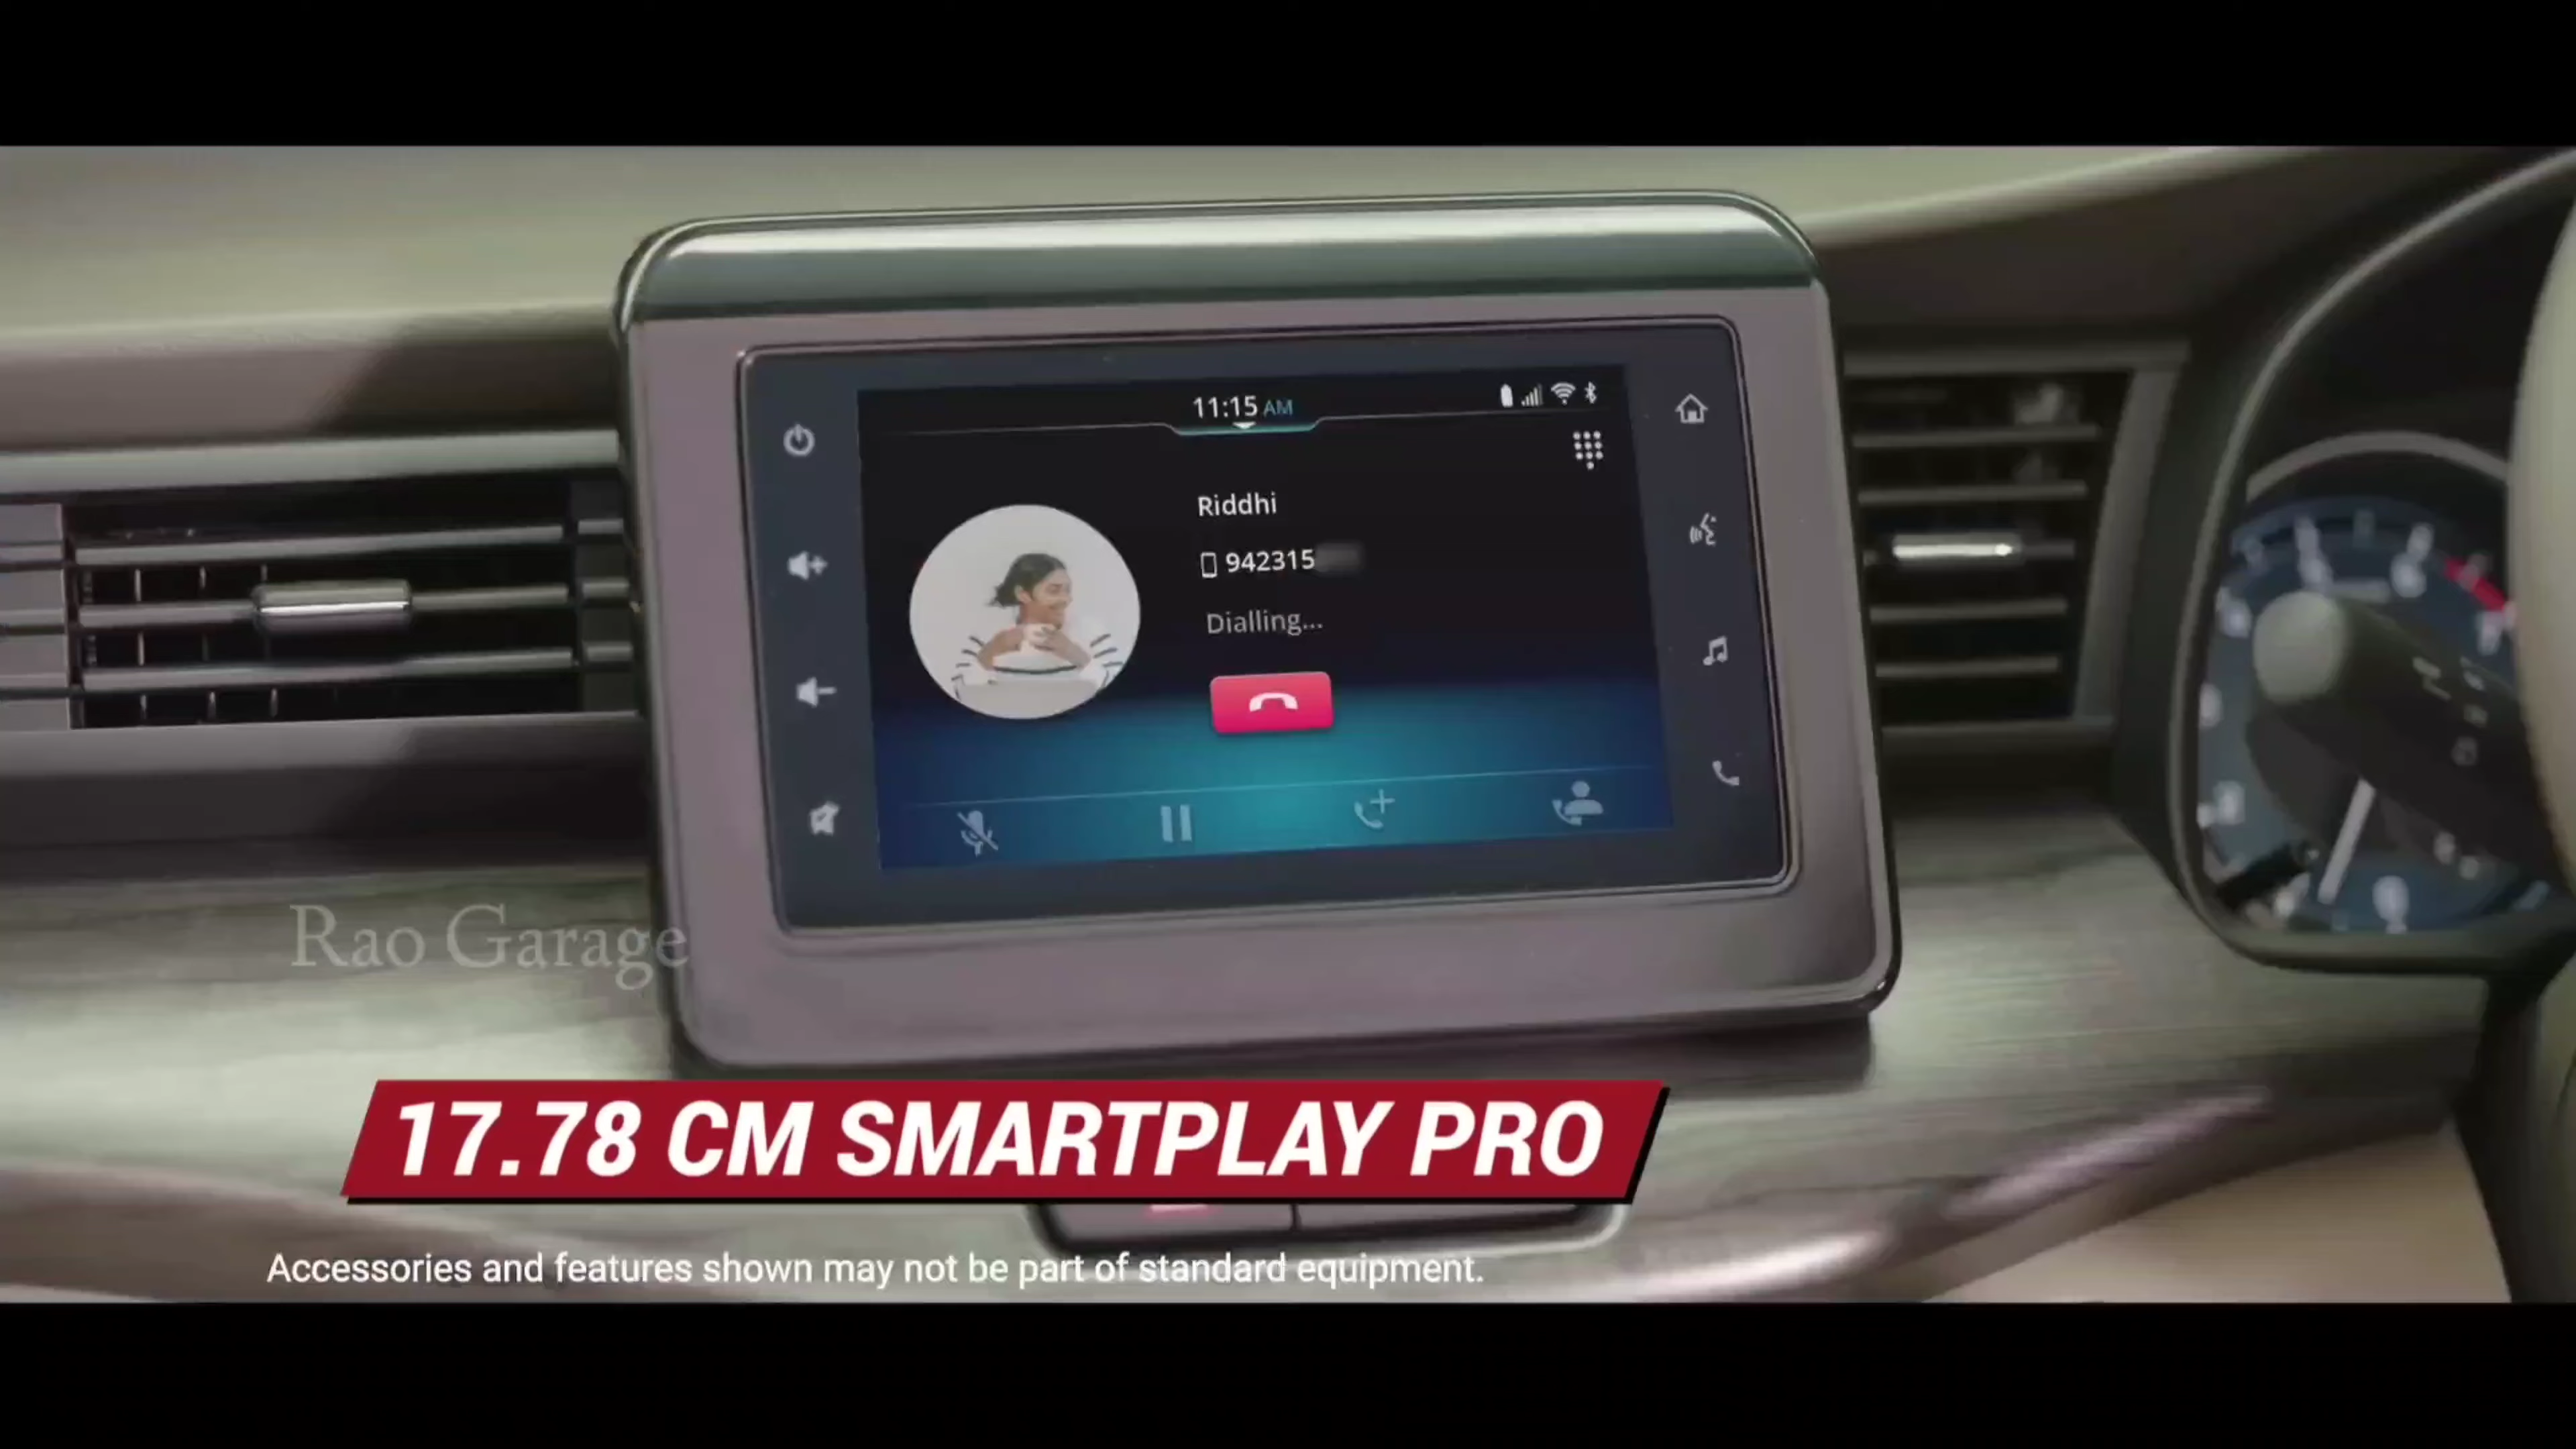 11:15 AM
Riddhi
942315
Dialling...
Rao Garage
17.78 CM SMARTPLAY PRO
Accessories and features shown may not be part of standard equipment.